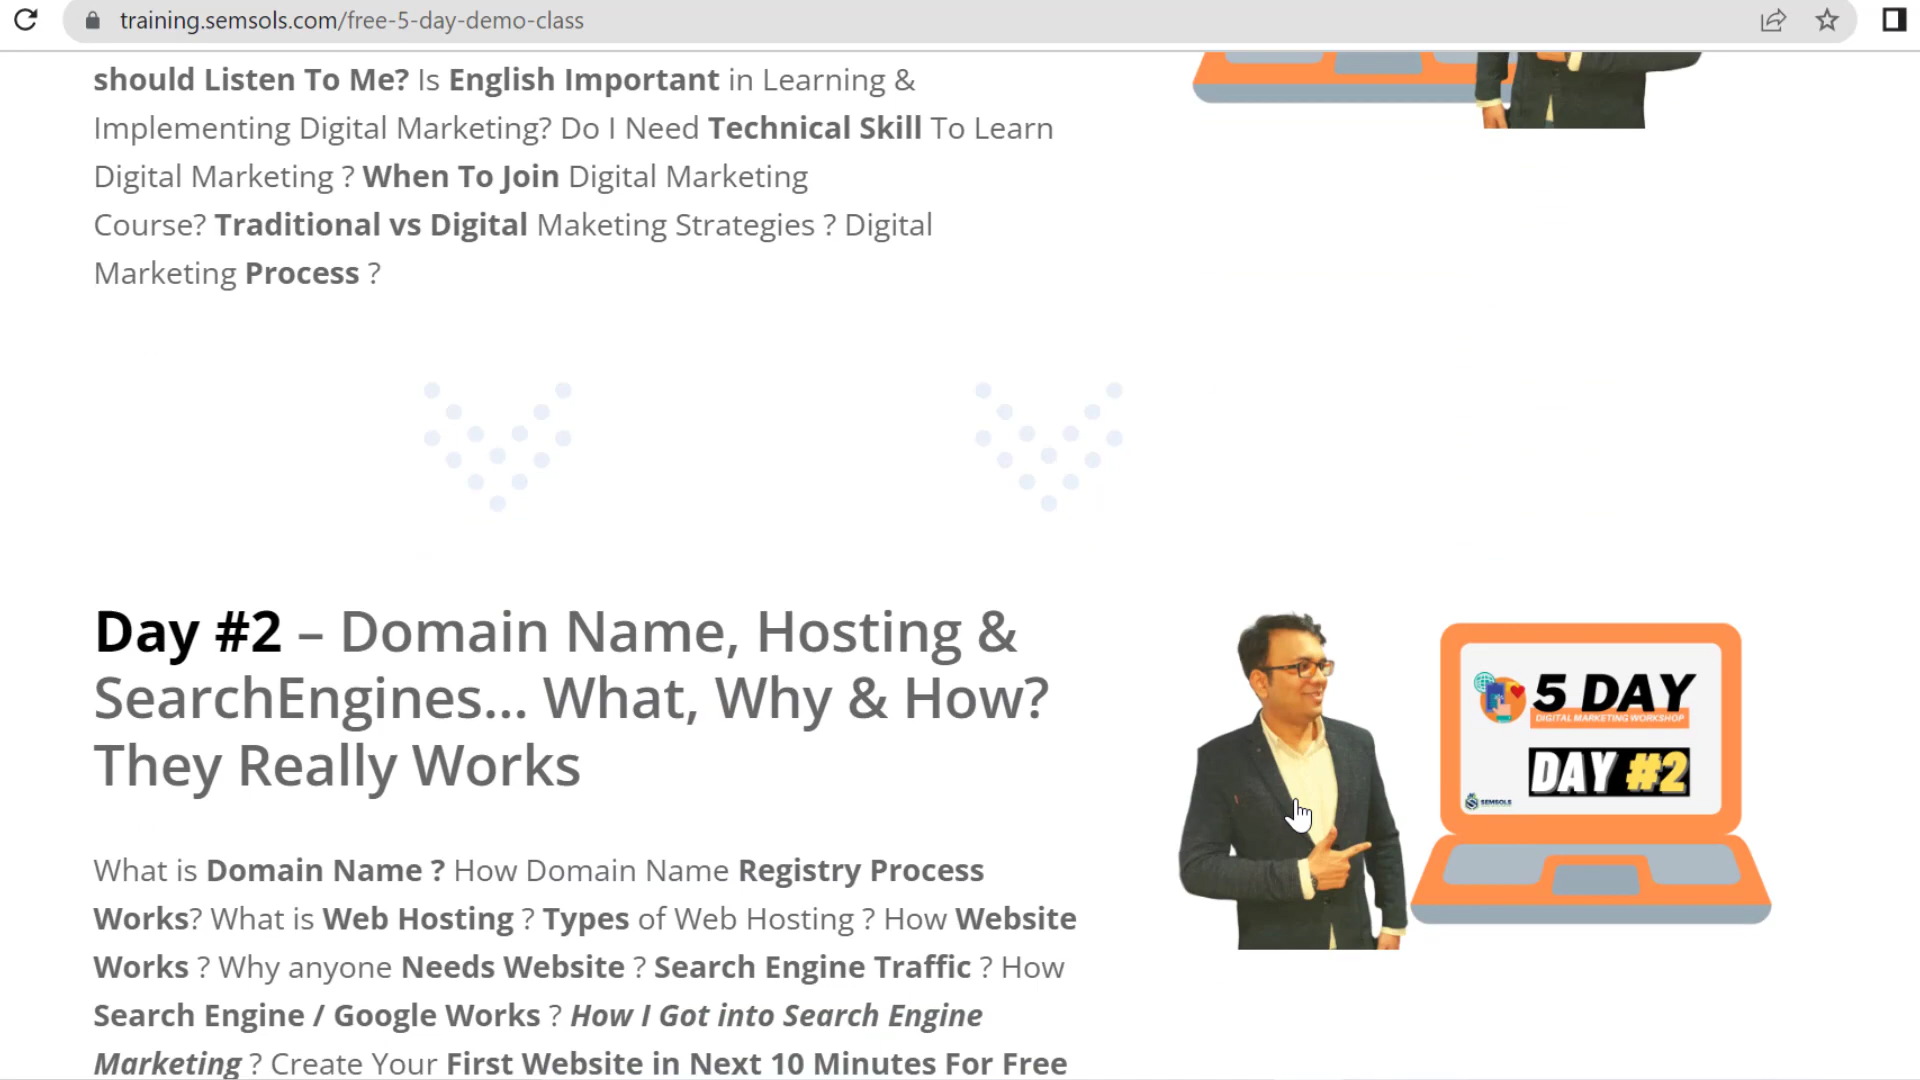 training.semsols.com/free-5-day-demo-class
should Listen To Me? Is English Important in Learning &
Implementing Digital Marketing? Do I Need Technical Skill To Learn
Digital Marketing ? When To Join Digital Marketing
Course? Traditional vs Digital Maketing Strategies ? Digital
Marketing Process ?
Day #2 – Domain Name, Hosting &
SearchEngines... What, Why & How?
They Really Works
5 DAY
DIGITAL MARKETING WORKSHOP
DAY #2
SEMSOLS
What is Domain Name ? How Domain Name Registry Process
Works? What is Web Hosting ? Types of Web Hosting ? How Website
Works ? Why anyone Needs Website ? Search Engine Traffic ? How
Search Engine / Google Works ? How I Got into Search Engine
Marketing ? Create Your First Website in Next 10 Minutes For Free